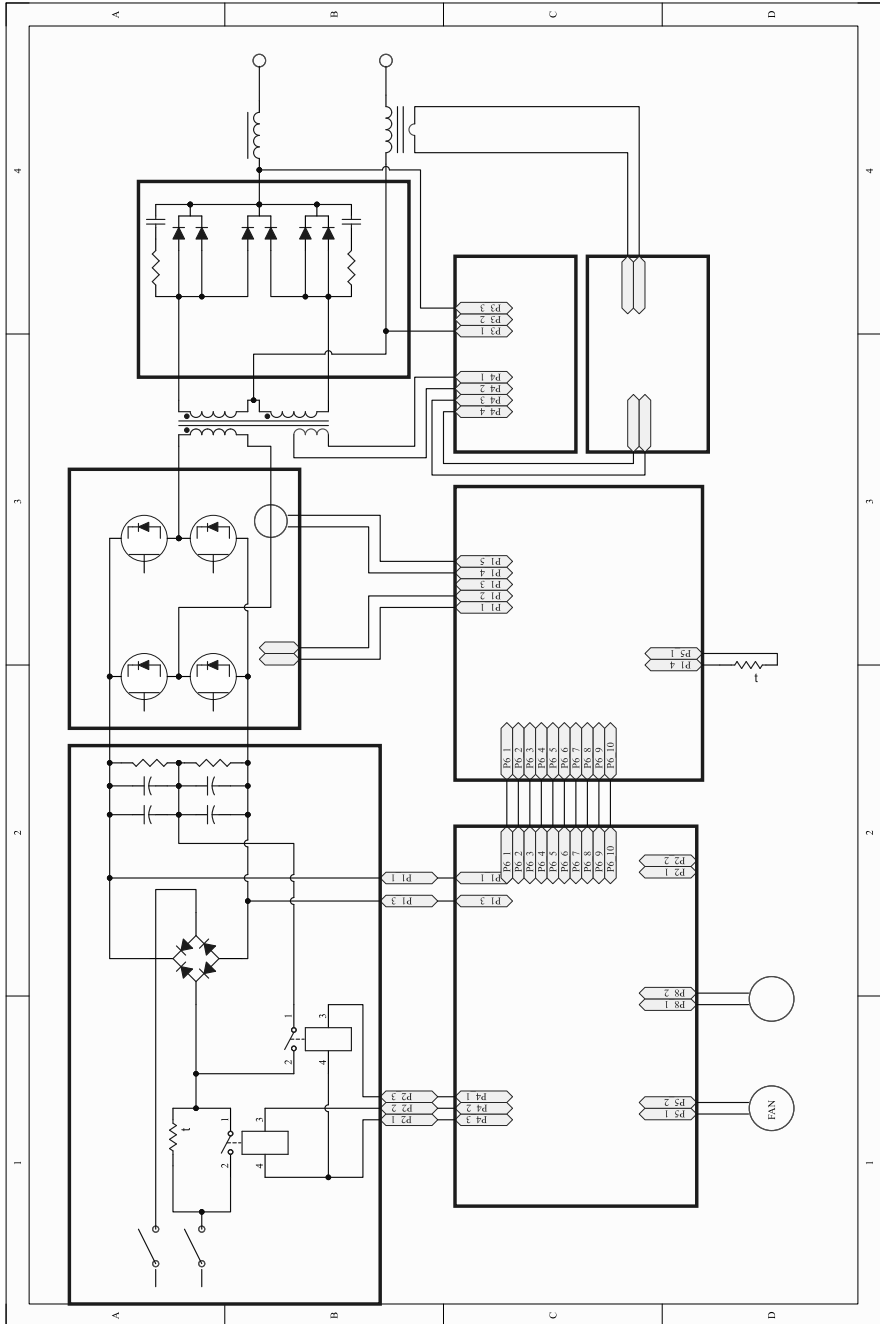 A
B
C
D
4
4
P3 3
P3 2
P3 1
P4 1
P4 2
P4 3
P4 4
3
3
P1 5
P1 4
P1 3
P1 2
P1 1
P5 1
P1 4
t
P6 1
P6 2
P6 3
P6 4
P6 5
P6 6
P6 7
P6 8
P6 9
P6 10
2
2
P6 1
P6 2
P6 3
P6 4
P6 5
P6 6
P6 7
P6 8
P6 9
P6 10
P2 2
P2 1
P1 1
P1 1
P1 3
P1 3
P8 2
P8 1
1
2
3
4
P2 3
P2 2
P2 1
P4 1
P4 2
P4 3
P5 2
P5 1
FAN
t
1
2
3
4
1
1
A
B
C
D